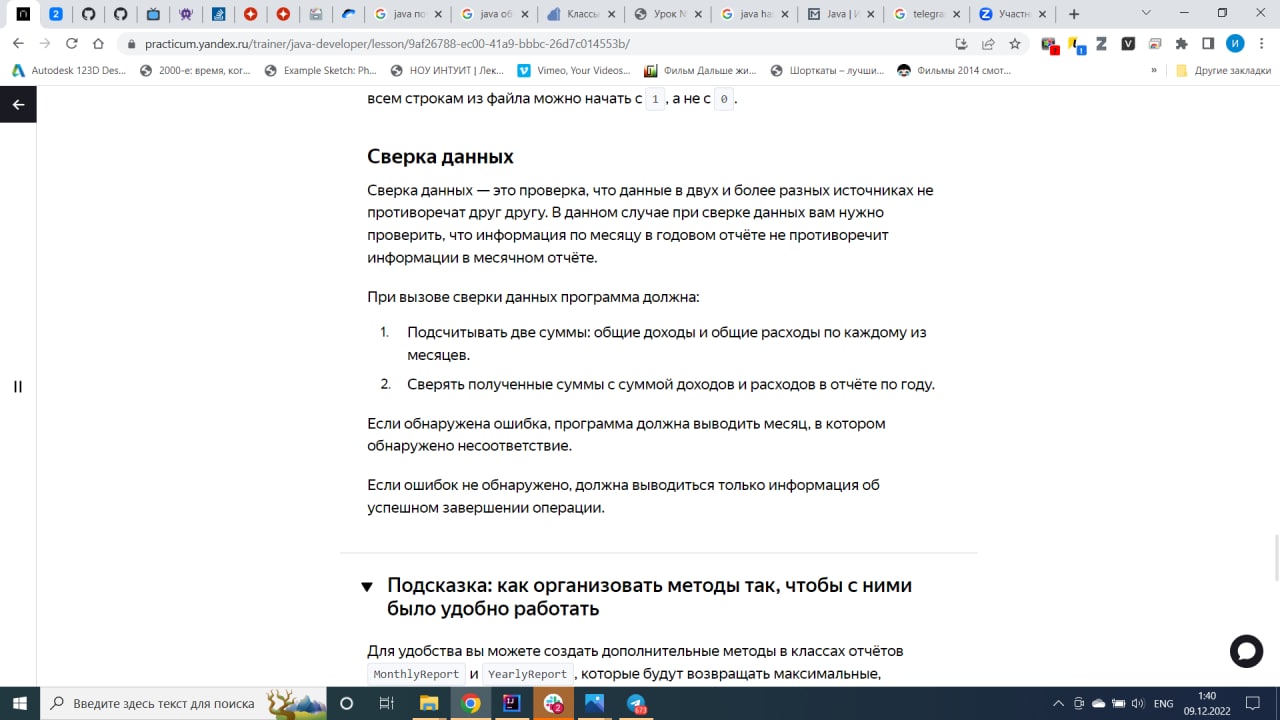 java по
java об
Классы
Урок N
java ha
Java | И
telegra
Участн
practicum.yandex.ru/trainer/java-developer/lesson/9af26786-ec00-41a9-bbbc-26d7c014553b/
И
Autodesk 123D Des...
2000-е: время, ког...
Example Sketch: Ph...
НОУ ИНТУИТ | Лек...
Vimeo, Your Videos...
Фильм Дальше жи...
Шорткаты – лучши...
Фильмы 2014 смот...
»
Другие закладки
всем строкам из файла можно начать с 1, а не с 0.
Сверка данных
Сверка данных — это проверка, что данные в двух и более разных источниках не
противоречат друг другу. В данном случае при сверке данных вам нужно
проверить, что информация по месяцу в годовом отчёте не противоречит
информации в месячном отчёте.
При вызове сверки данных программа должна:
1. Подсчитывать две суммы: общие доходы и общие расходы по каждому из
месяцев.
2. Сверять полученные суммы с суммой доходов и расходов в отчёте по году.
Если обнаружена ошибка, программа должна выводить месяц, в котором
обнаружено несоответствие.
Если ошибок не обнаружено, должна выводиться только информация об
успешном завершении операции.
Подсказка: как организовать методы так, чтобы с ними
было удобно работать
Для удобства вы можете создать дополнительные методы в классах отчётов
MonthlyReport и YearlyReport, которые будут возвращать максимальные,
Введите здесь текст для поиска
2
673
ENG
1:40
09.12.2022